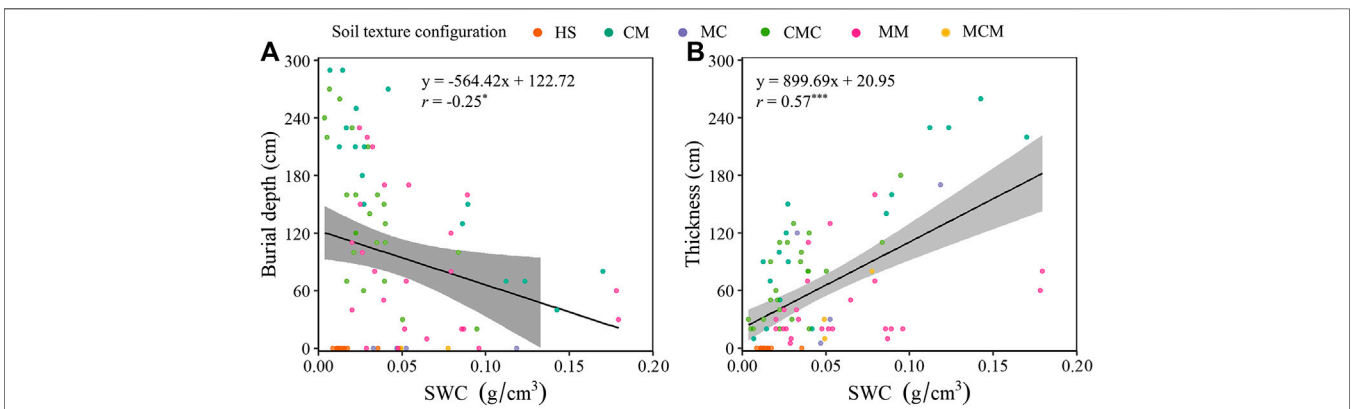 Soil texture configuration HS CM MC CMC MM MCM
A
y = -564.42x + 122.72
r = -0.25*
Burial depth (cm)
300
240
180
120
60
0
0.00 0.05 0.10 0.15 0.20
SWC (g/cm³)
B
y = 899.69x + 20.95
r = 0.57***
Thickness (cm)
300
240
180
120
60
0
0.00 0.05 0.10 0.15 0.20
SWC (g/cm³)